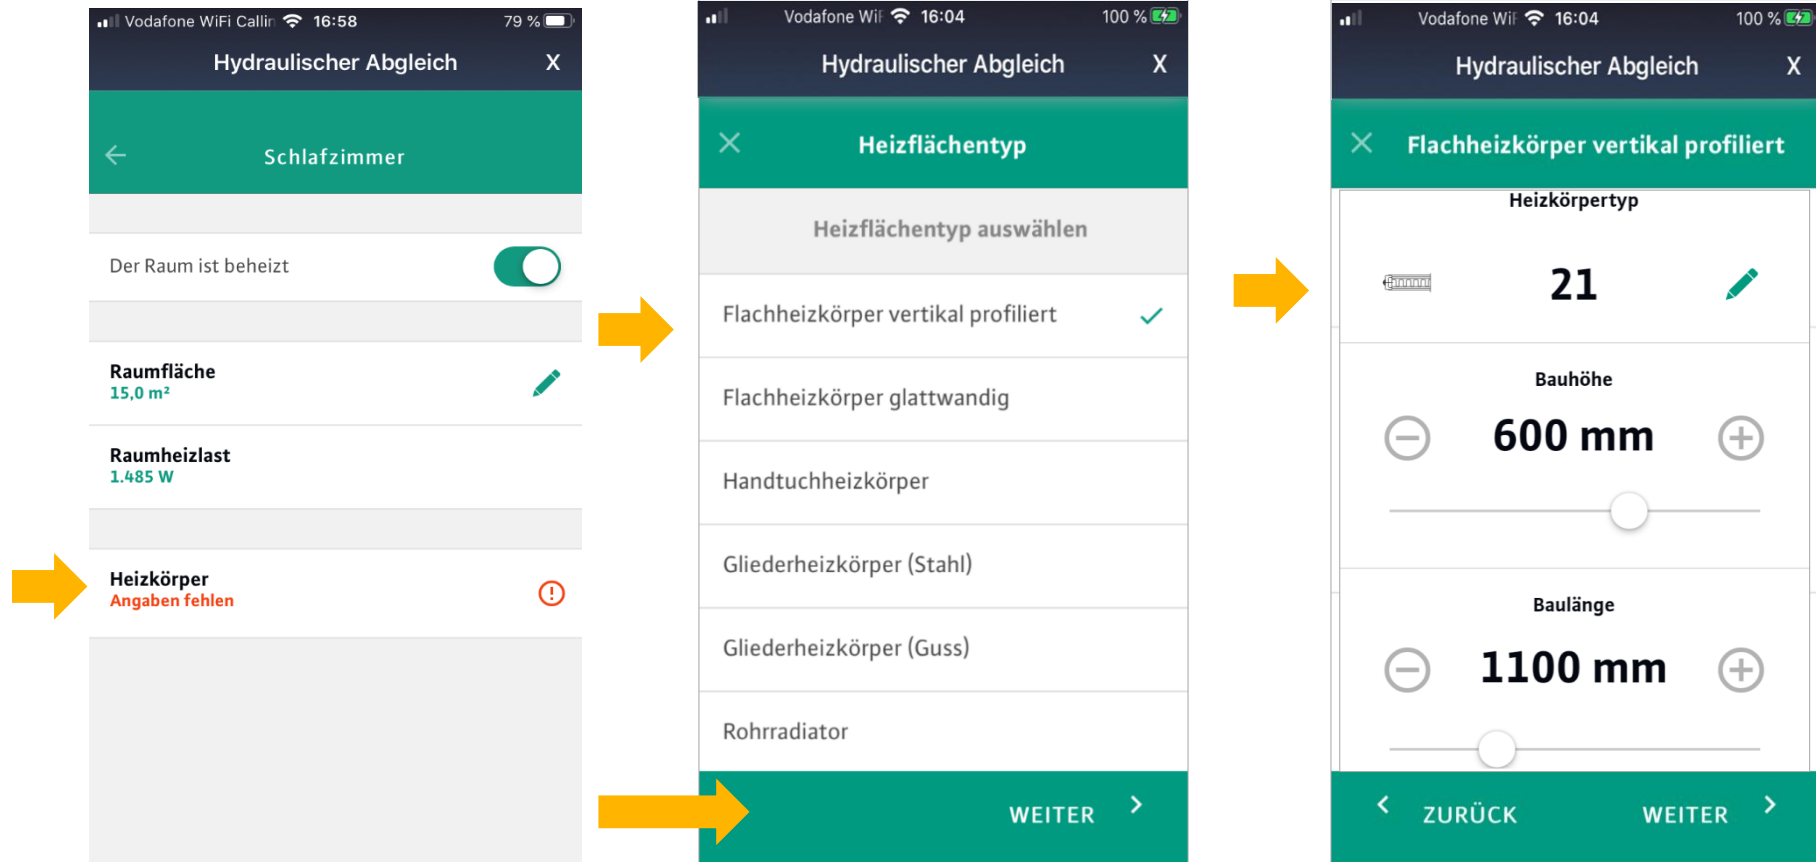 Vodafone WiFi Callin 16:58 79 %
Hydraulischer Abgleich X
Schlafzimmer
Der Raum ist beheizt
Raumfläche
15,0 m²
Raumheizlast
1.485 W
Heizkörper
Angaben fehlen
Vodafone WiF 16:04 100 %
Hydraulischer Abgleich X
Heizflächentyp
Heizflächentyp auswählen
Flachheizkörper vertikal profiliert
Flachheizkörper glattwandig
Handtuchheizkörper
Gliederheizkörper (Stahl)
Gliederheizkörper (Guss)
Rohrradiator
WEITER
Vodafone WiF 16:04 100 %
Hydraulischer Abgleich X
Flachheizkörper vertikal profiliert
Heizkörpertyp
21
Bauhöhe
600 mm
Baulänge
1100 mm
ZURÜCK WEITER